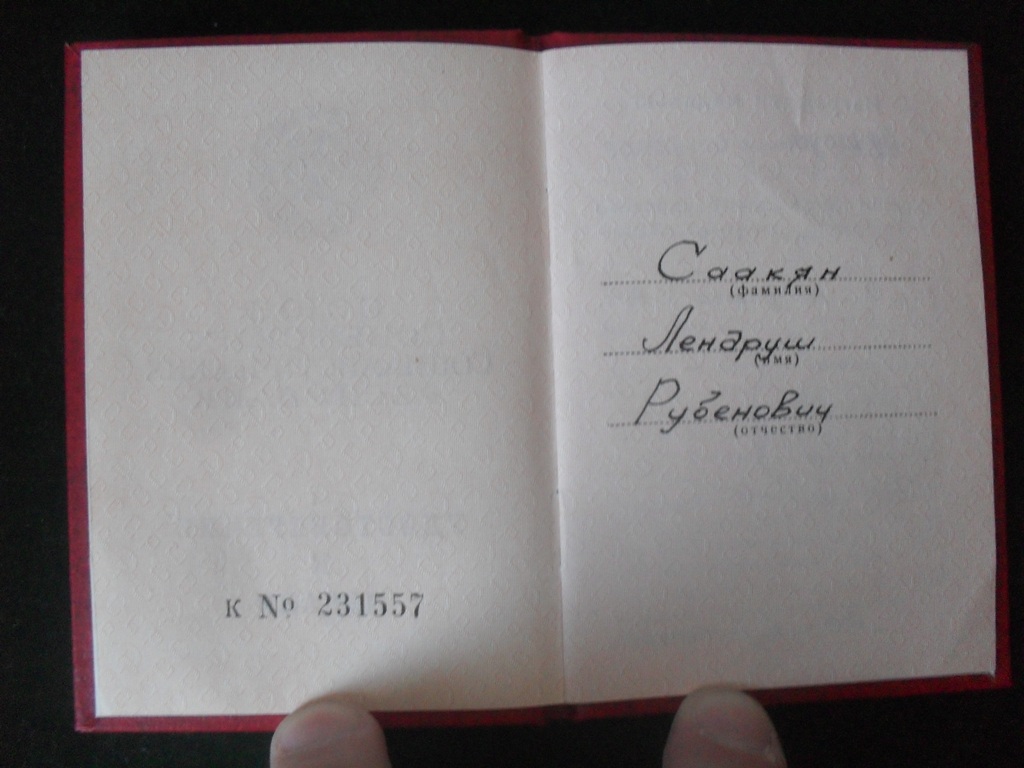 К № 231557
Саакян
(фамилия)
Лендруш
(имя)
Рубенович
(отчество)